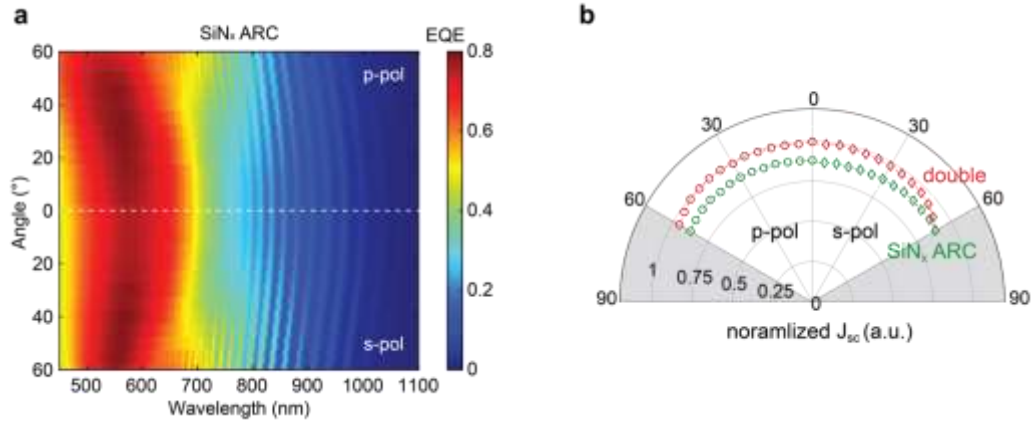 a
SiNₓ ARC
EQE
60
40
20
0
20
40
60
Angle (°)
p-pol
s-pol
500 600 700 800 900 1000 1100
Wavelength (nm)
0.8
0.6
0.4
0.2
0
b
0
30 30
60 60
90 90
double
SiNₓ ARC
p-pol s-pol
1 0.75 0.5 0.25 0
noramlized Jsc (a.u.)